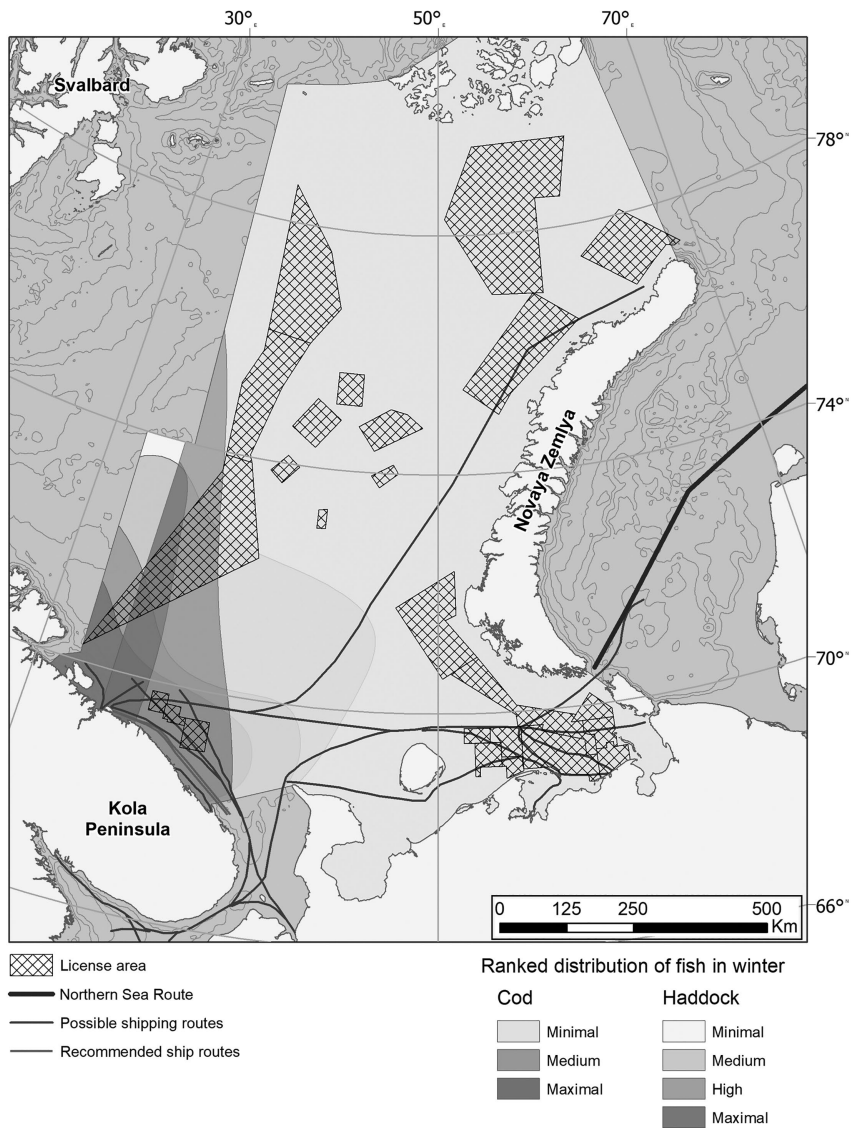 30° E 50° E 70° E
Svalbard
78° N
74° N
Novaya Zemlya
70° N
Kola
Peninsula
66° N
0 125 250 500
Km
License area
Northern Sea Route
Possible shipping routes
Recommended ship routes
Ranked distribution of fish in winter
Cod
Minimal
Medium
Maximal
Haddock
Minimal
Medium
High
Maximal